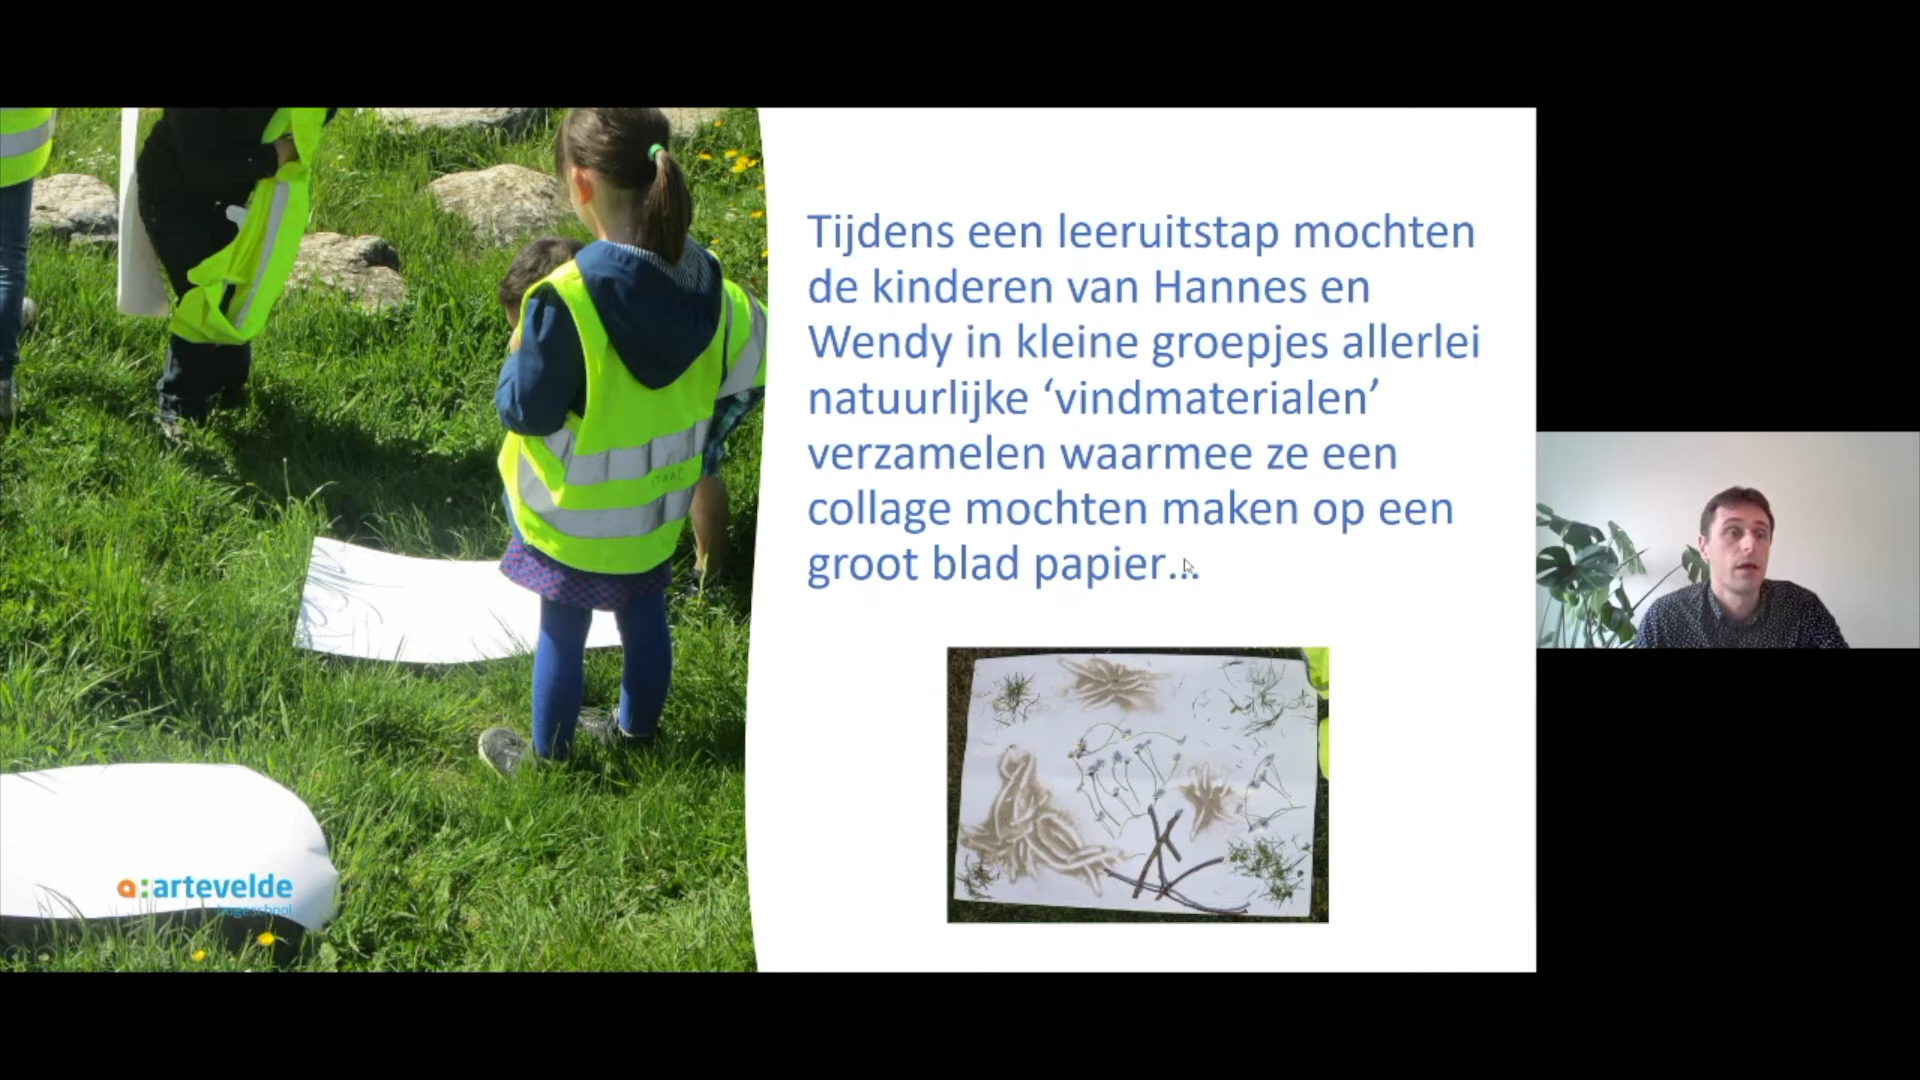 Tijdens een leeruitstap mochten
de kinderen van Hannes en
Wendy in kleine groepjes allerlei
natuurlijke ‘vindmaterialen’
verzamelen waarmee ze een
collage mochten maken op een
groot blad papier…
a:artevelde
hogeschool